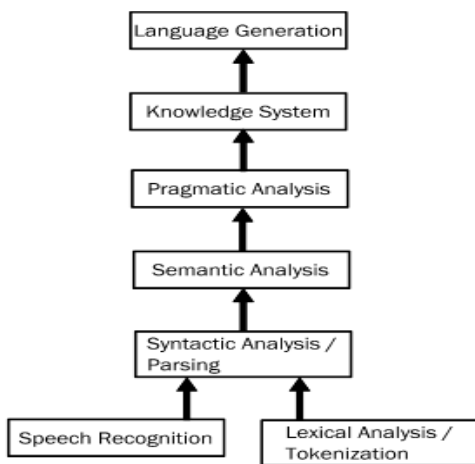 Language Generation
Knowledge System
Pragmatic Analysis
Semantic Analysis
Syntactic Analysis /
Parsing
Speech Recognition
Lexical Analysis /
Tokenization